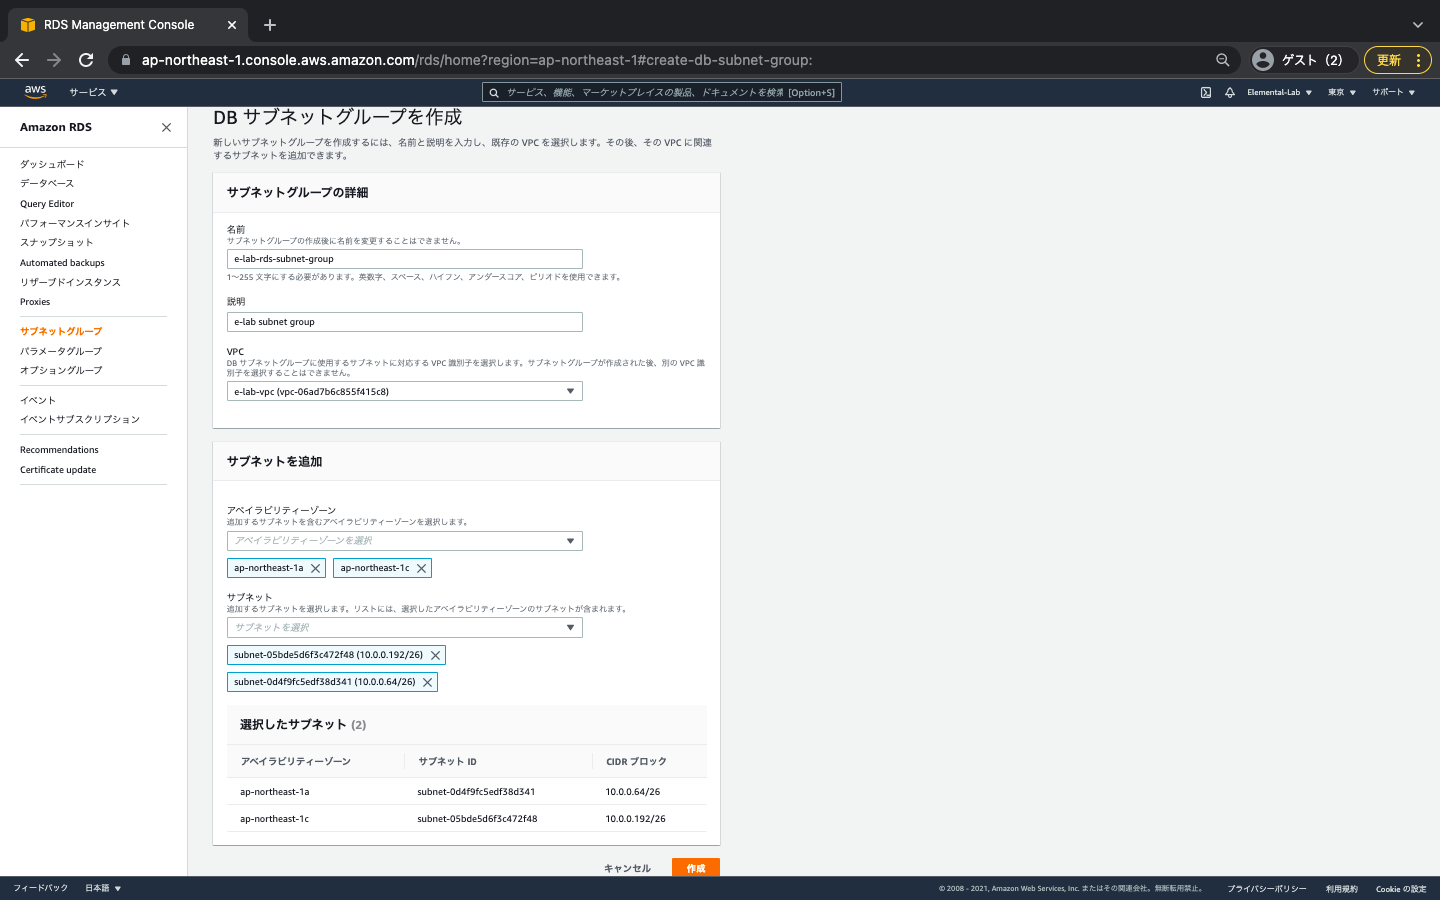 RDS Management Console
ap-northeast-1.console.aws.amazon.com/rds/home?region=ap-northeast-1#create-db-subnet-group:
ゲスト (2)
更新
aws
サービス ▼
サービス、機能、マーケットプレイスの製品、ドキュメントを検索 [Option+S]
Elemental-Lab ▼
東京 ▼
サポート ▼
Amazon RDS
ダッシュボード
データベース
Query Editor
パフォーマンスインサイト
スナップショット
Automated backups
リザーブドインスタンス
Proxies
サブネットグループ
パラメータグループ
オプショングループ
イベント
イベントサブスクリプション
Recommendations
Certificate update
DB サブネットグループを作成
新しいサブネットグループを作成するには、名前と説明を入力し、既存の VPC を選択します。その後、その VPC に関連
するサブネットを追加できます。
サブネットグループの詳細
名前
サブネットグループの作成後に名前を変更することはできません。
e-lab-rds-subnet-group
1〜255 文字にする必要があります。英数字、スペース、ハイフン、アンダースコア、ピリオドを使用できます。
説明
e-lab subnet group
VPC
DB サブネットグループに使用するサブネットに対応する VPC 識別子を選択します。サブネットグループが作成された後、別の VPC 識
別子を選択することはできません。
e-lab-vpc (vpc-06ad7b6c855f415c8)
サブネットを追加
アベイラビリティーゾーン
追加するサブネットを含むアベイラビリティーゾーンを選択します。
アベイラビリティーゾーンを選択
ap-northeast-1a
ap-northeast-1c
サブネット
追加するサブネットを選択します。リストには、選択したアベイラビリティーゾーンのサブネットが含まれます。
サブネットを選択
subnet-05bde5d6f3c472f48 (10.0.0.192/26)
subnet-0d4f9fc5edf38d341 (10.0.0.64/26)
選択したサブネット (2)
アベイラビリティーゾーン
サブネット ID
CIDR ブロック
ap-northeast-1a
subnet-0d4f9fc5edf38d341
10.0.0.64/26
ap-northeast-1c
subnet-05bde5d6f3c472f48
10.0.0.192/26
キャンセル
作成
フィードバック
日本語 ▼
© 2008 - 2021, Amazon Web Services, Inc. またはその関連会社。無断転用禁止。
プライバシーポリシー
利用規約
Cookie の設定